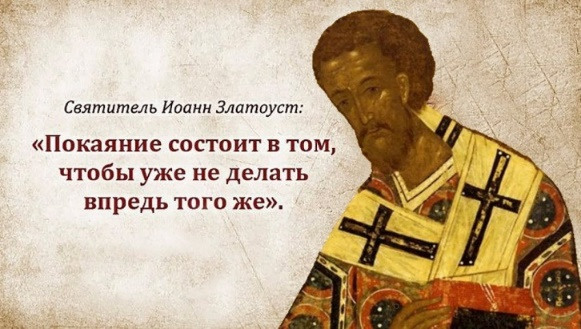 Святитель Иоанн Златоуст:
«Покаяние состоит в том,
чтобы уже не делать
впредь того же».